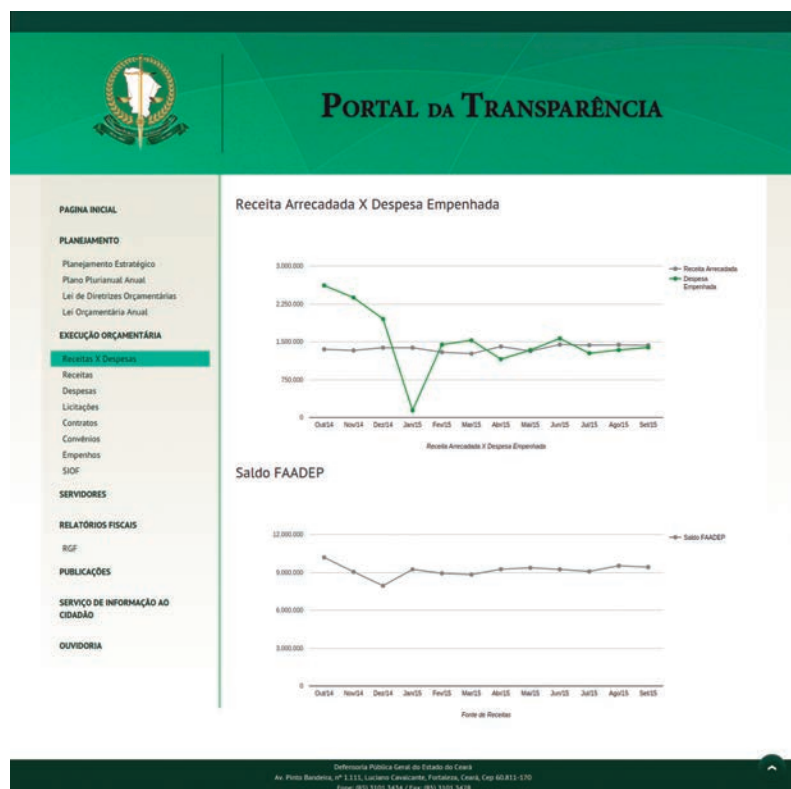 PORTAL DA TRANSPARÊNCIA
PAGINA INICIAL
PLANEJAMENTO
Planejamento Estratégico
Plano Plurianual Anual
Lei de Diretrizes Orçamentárias
Lei Orçamentária Anual
EXECUÇÃO ORÇAMENTÁRIA
Receitas X Despesas
Receitas
Despesas
Licitações
Contratos
Convênios
Empenhos
SIOF
SERVIDORES
RELATÓRIOS FISCAIS
RGF
PUBLICAÇÕES
SERVIÇO DE INFORMAÇÃO AO
CIDADÃO
OUVIDORIA
Receita Arrecadada X Despesa Empenhada
3.000.000
2.250.000
1.500.000
750.000
0
Out/14 Nov/14 Dez/14 Jan/15 Fev/15 Mar/15 Abr/15 Mai/15 Jun/15 Jul/15 Ago/15 Set/15
Receita Arrecadada X Despesa Empenhada
Receita Arrecadada
Despesa
Empenhada
Saldo FAADEP
12.000.000
9.000.000
6.000.000
3.000.000
0
Out/14 Nov/14 Dez/14 Jan/15 Fev/15 Mar/15 Abr/15 Mai/15 Jun/15 Jul/15 Ago/15 Set/15
Fonte de Receitas
Saldo FAADEP
Defensoria Pública Geral do Estado do Ceará
Av. Pinto Bandeira, nº 1.111, Luciano Cavalcante, Fortaleza, Ceará, Cep 60.811-170